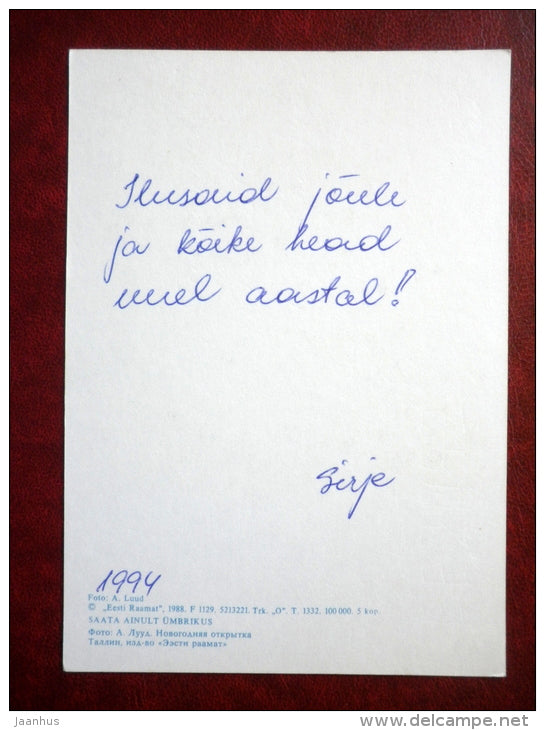 Ilusaid jõule
ja kõike head
uuel aastal!
Sirje
1994
Foto: A. Luud
© „Eesti Raamat", 1988. F 1129. 5213221. Trk. „O". T. 1332. 100 000. 5 kop.
SAATA AINULT ÜMBRIKUS
Фото: А. Лууд. Новогодняя открытка
Таллин, изд-во «Ээсти раамат»
jaanhus
www.delcampe.net